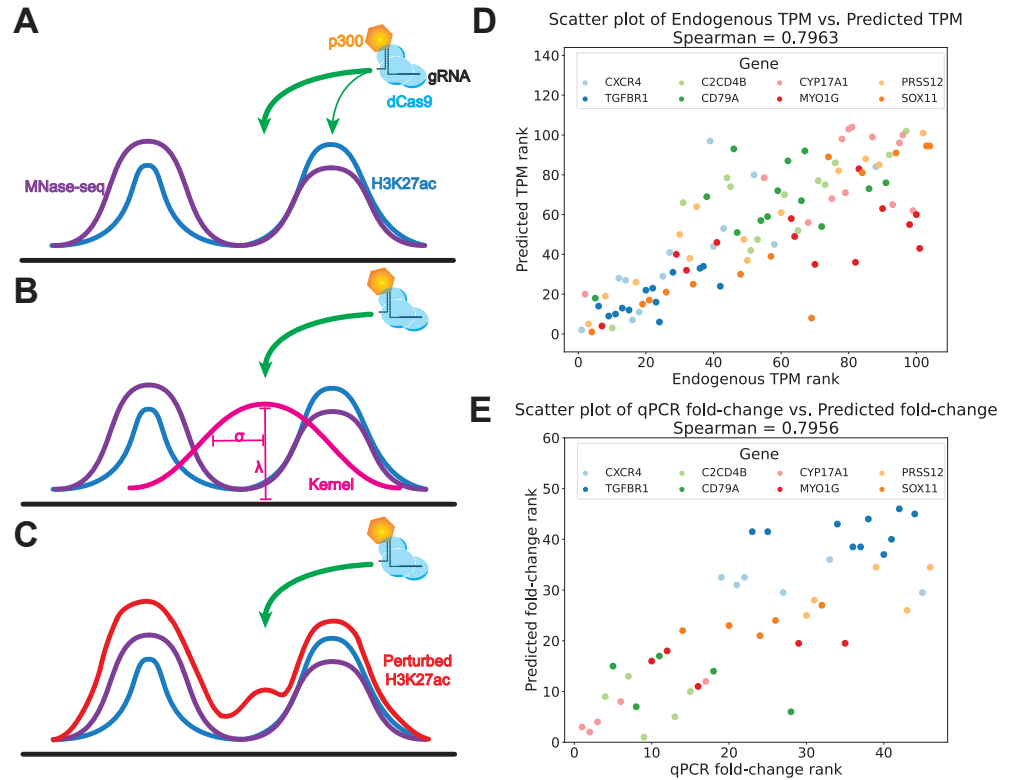 A
p300
gRNA
dCas9
MNase-seq
H3K27ac
B
σ
λ
Kernel
C
Perturbed
H3K27ac
D
Scatter plot of Endogenous TPM vs. Predicted TPM
Spearman = 0.7963
Gene
CXCR4 C2CD4B CYP17A1 PRSS12
TGFBR1 CD79A MYO1G SOX11
Predicted TPM rank
140
120
100
80
60
40
20
0
0 20 40 60 80 100
Endogenous TPM rank
E
Scatter plot of qPCR fold-change vs. Predicted fold-change
Spearman = 0.7956
Gene
CXCR4 C2CD4B CYP17A1 PRSS12
TGFBR1 CD79A MYO1G SOX11
Predicted fold-change rank
60
50
40
30
20
10
0
0 10 20 30 40
qPCR fold-change rank